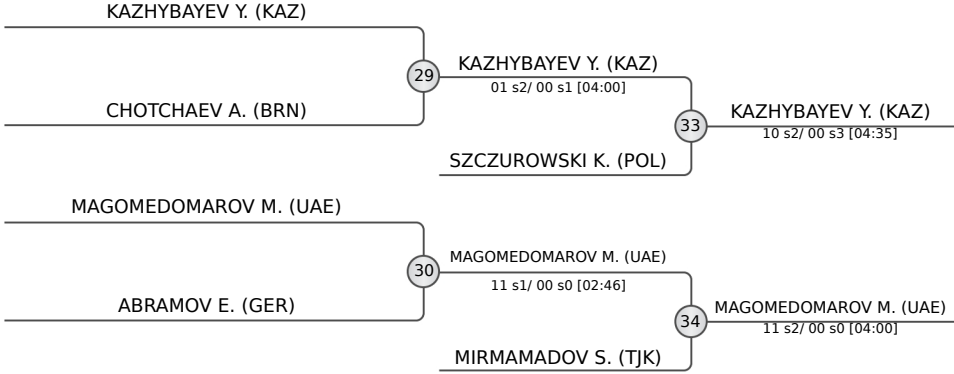 KAZHYBAYEV Y. (KAZ)
29
CHOTCHAEV A. (BRN)
KAZHYBAYEV Y. (KAZ)
01 s2/ 00 s1 [04:00]
33
SZCZUROWSKI K. (POL)
KAZHYBAYEV Y. (KAZ)
10 s2/ 00 s3 [04:35]
MAGOMEDOMAROV M. (UAE)
30
ABRAMOV E. (GER)
MAGOMEDOMAROV M. (UAE)
11 s1/ 00 s0 [02:46]
34
MIRMAMADOV S. (TJK)
MAGOMEDOMAROV M. (UAE)
11 s2/ 00 s0 [04:00]